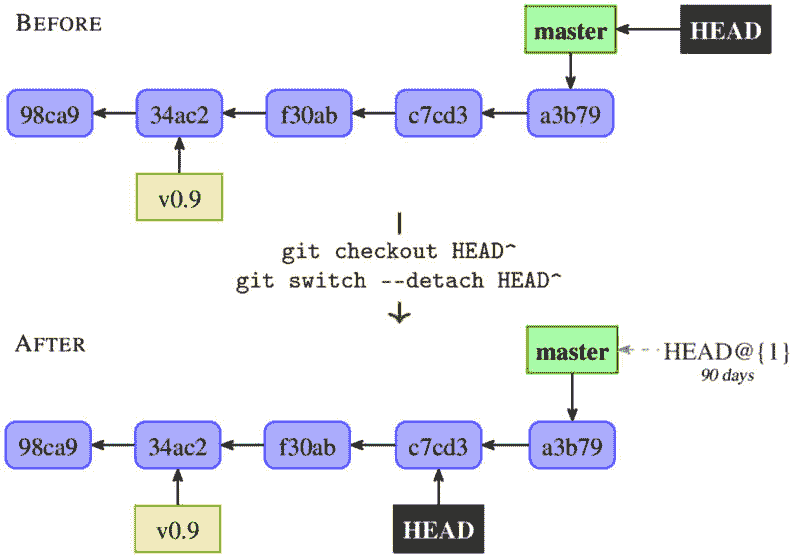 BEFORE
master HEAD
98ca9 34ac2 f30ab c7cd3 a3b79
v0.9
git checkout HEAD^
git switch --detach HEAD^
AFTER
master HEAD@{1}
90 days
98ca9 34ac2 f30ab c7cd3 a3b79
v0.9 HEAD